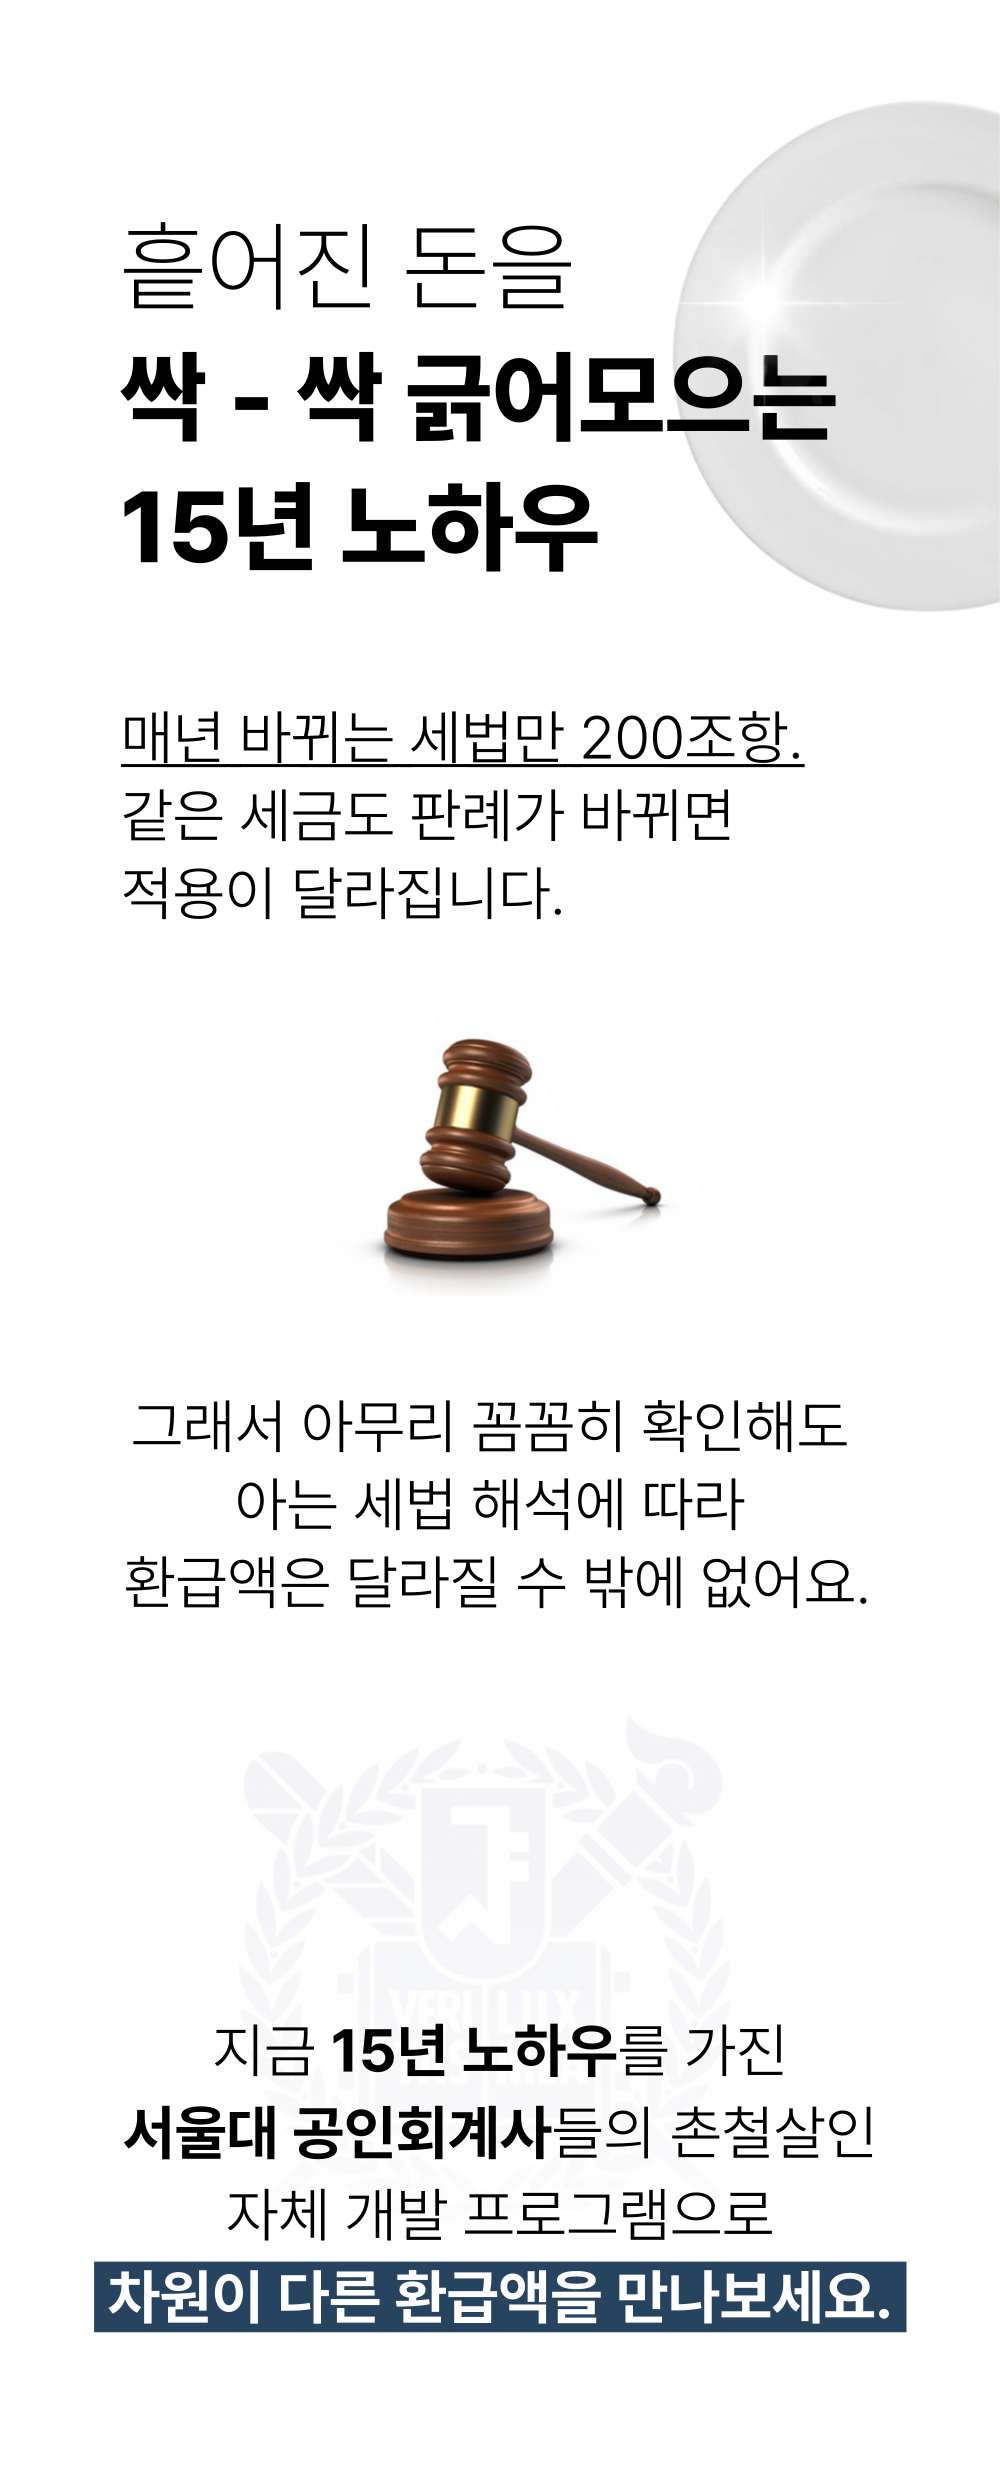 흩어진 돈을
싹 - 싹 긁어모으는
15년 노하우
매년 바뀌는 세법만 200조항.
같은 세금도 판례가 바뀌면
적용이 달라집니다.
그래서 아무리 꼼꼼히 확인해도
아는 세법 해석에 따라
환급액은 달라질 수 밖에 없어요.
VERI LUX
지금 15년 노하우를 가진
서울대 공인회계사들의 촌철살인
자체 개발 프로그램으로
차원이 다른 환급액을 만나보세요.